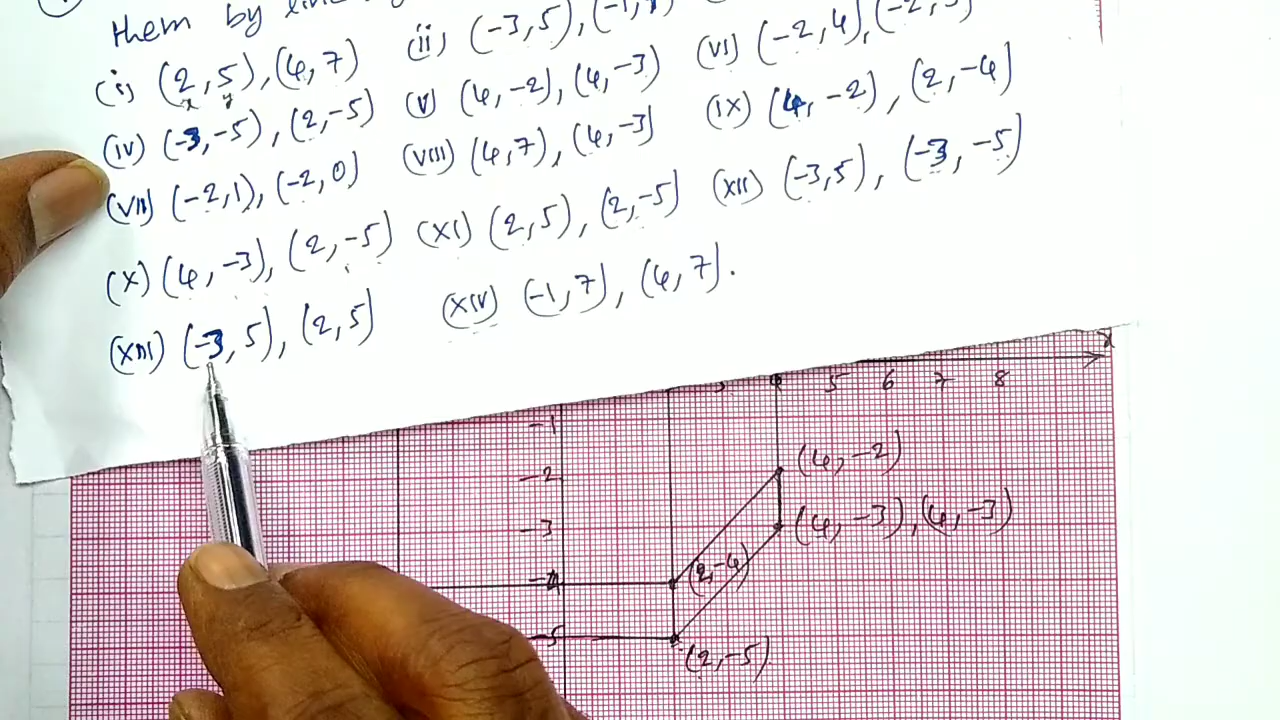 them by
(i) (2,5), (4,7) (ii) (-3,5), (-1,
x y
(iv) (-3,-5), (2,-5) (v) (4,-2), (4,-3) (vi) (-2,4), (-2,
(vii) (-2,1), (-2,0) (viii) (4,7), (4,-3) (ix) (4,-2), (2,-4)
(x) (4,-3), (2,-5) (xi) (2,5), (2,-5) (xii) (-3,5), (-3,-5)
(xiii) (-3,5), (2,5) (xiv) (-1,7), (4,7).
x
5 6 7 8
-1
-2 (4,-2)
-3 (4,-3), (4,-3)
-4 (2,-4)
-5 (2,-5)